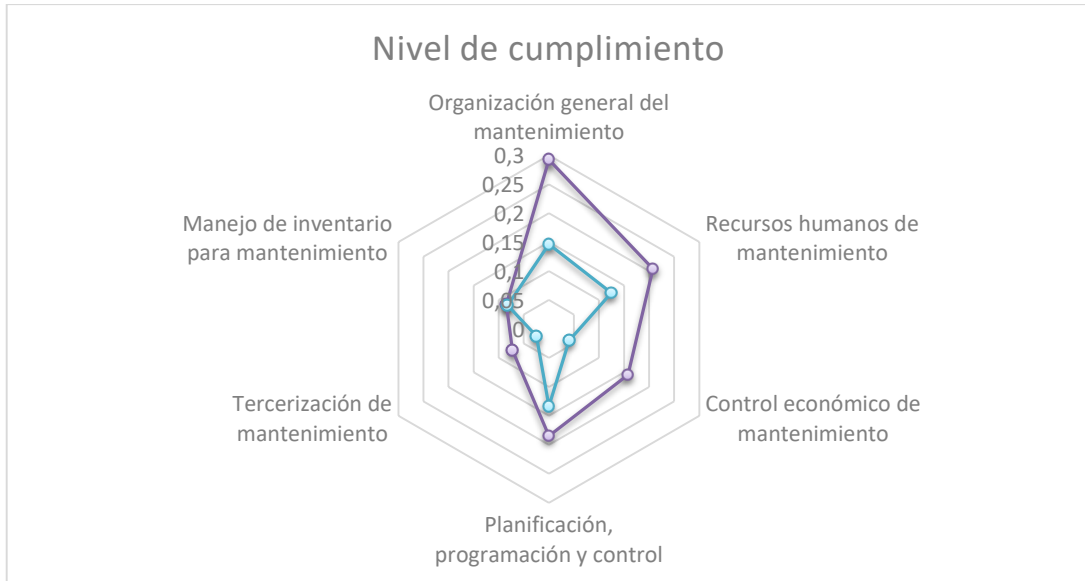 Nivel de cumplimiento
Organización general del
mantenimiento
0,3
0,25
0,2
0,15
0,1
0,05
0
Recursos humanos de
mantenimiento
Control económico de
mantenimiento
Planificación,
programación y control
Tercerización de
mantenimiento
Manejo de inventario
para mantenimiento